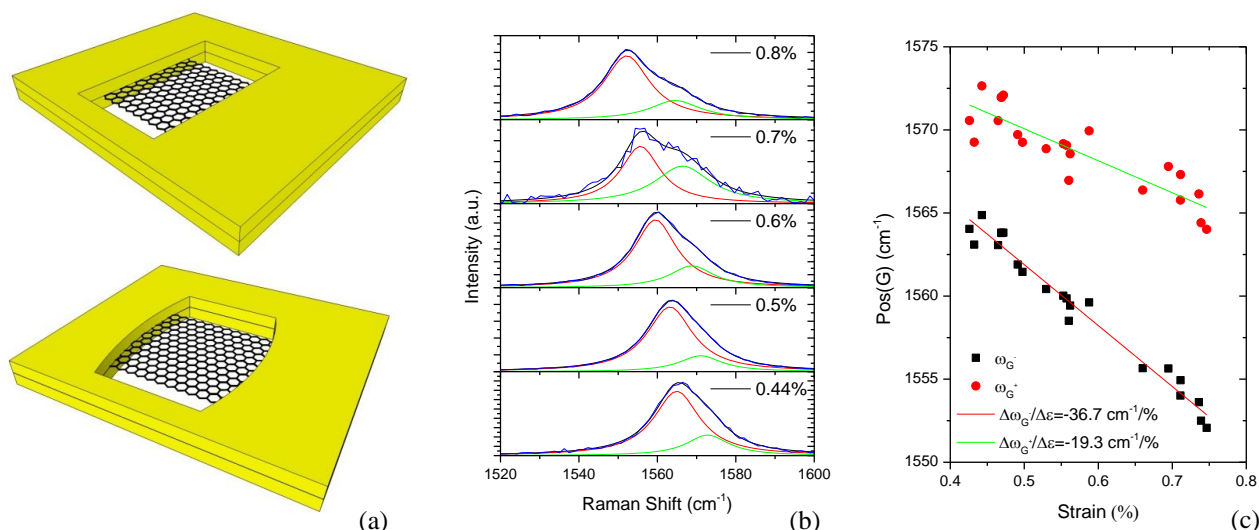 (a)
0.8%
0.7%
0.6%
0.5%
0.44%
Intensity (a.u.)
1520 1540 1560 1580 1600
Raman Shift (cm⁻¹)
(b)
1575
1570
1565
1560
1555
1550
Pos(G) (cm⁻¹)
ω_G⁻
ω_G⁺
Δω_G⁻/Δε=-36.7 cm⁻¹/%
Δω_G⁺/Δε=-19.3 cm⁻¹/%
0.4 0.5 0.6 0.7 0.8
Strain (%)
(c)